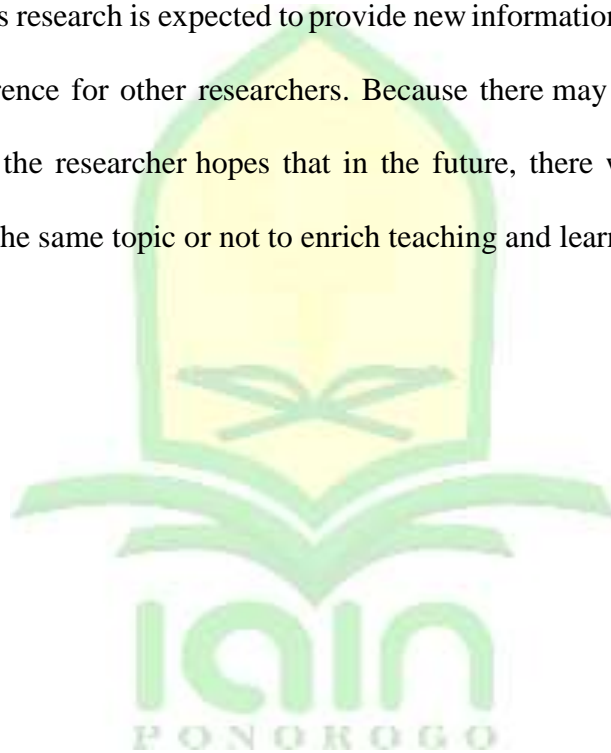 s research is expected to provide new information
rence for other researchers. Because there may
the researcher hopes that in the future, there
he same topic or not to enrich teaching and learn
iain
PONOROGO